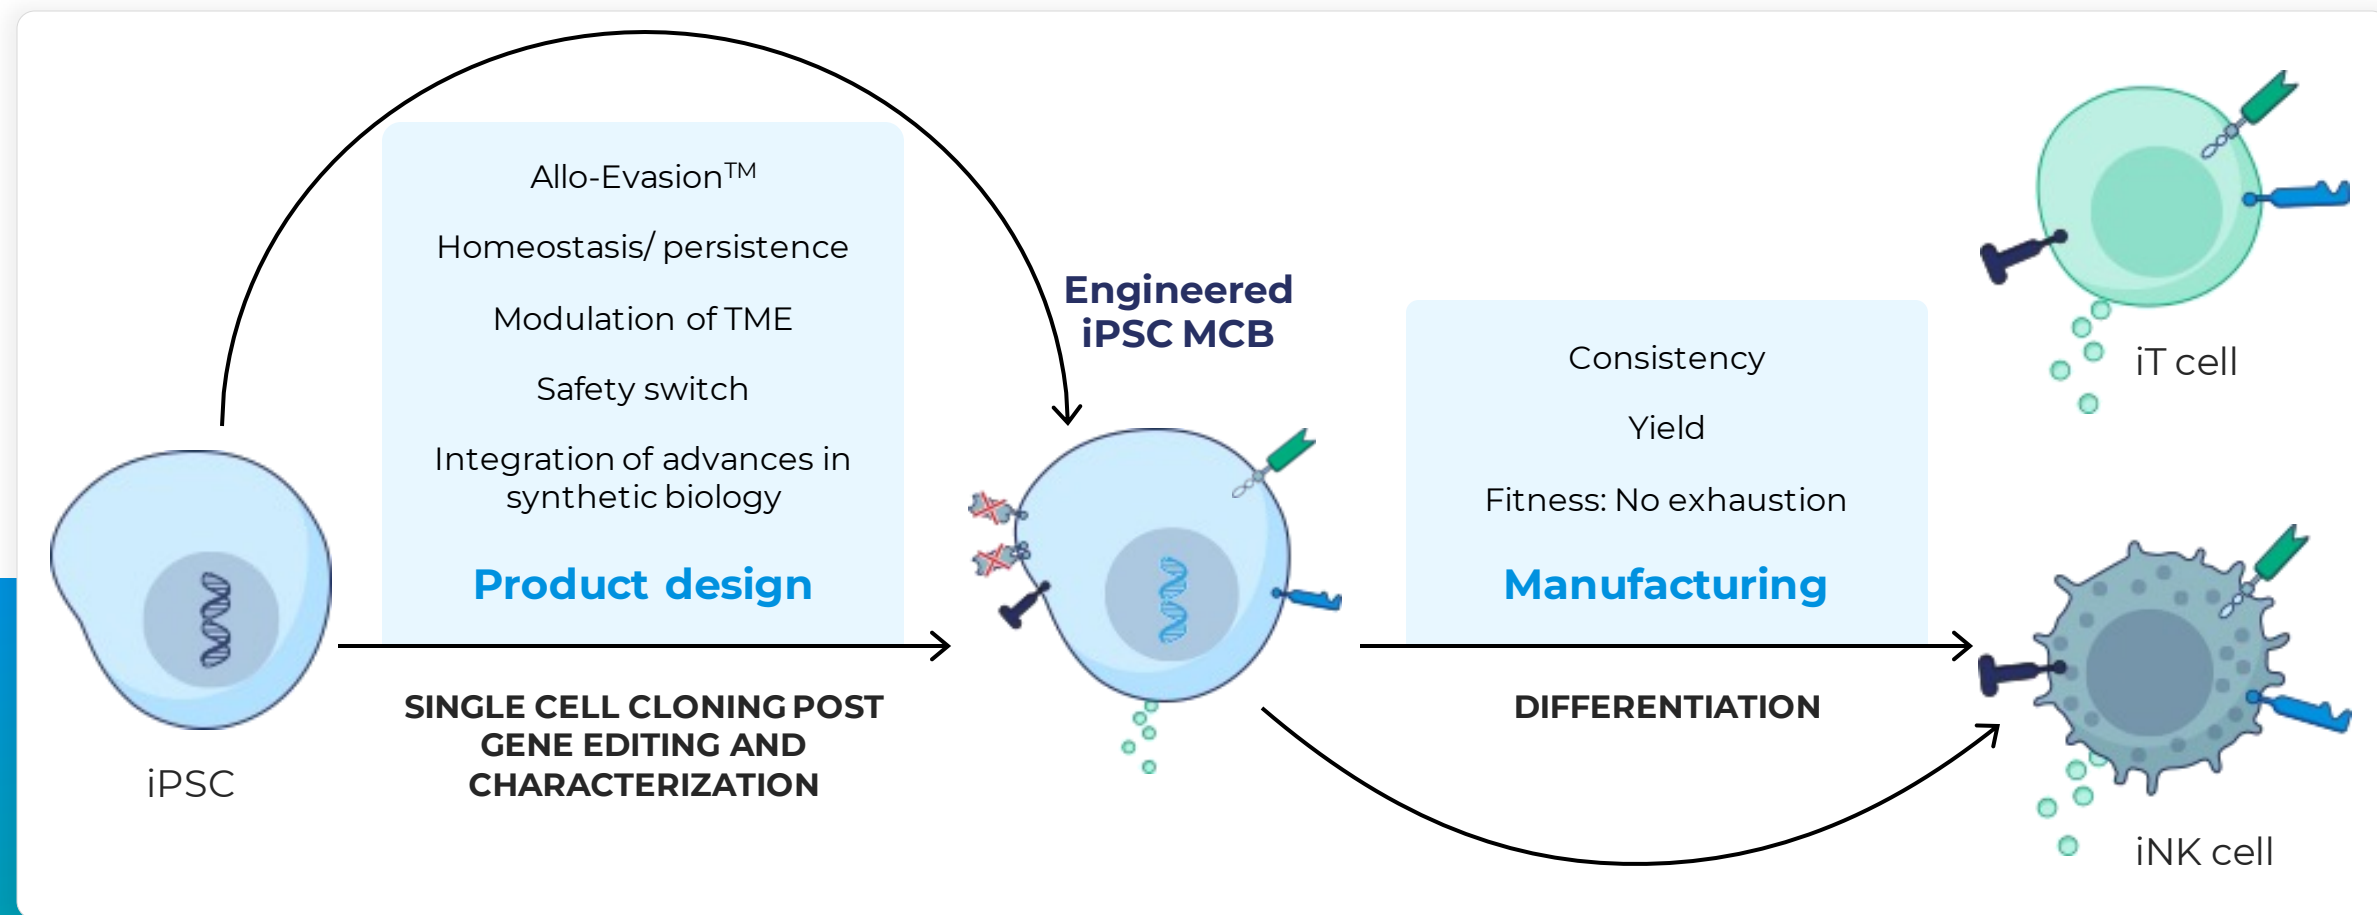 Allo-Evasion™
Homeostasis/ persistence
Modulation of TME
Safety switch
Integration of advances in
synthetic biology
Product design
SINGLE CELL CLONING POST
GENE EDITING AND
CHARACTERIZATION
iPSC
Engineered
iPSC MCB
Consistency
Yield
Fitness: No exhaustion
Manufacturing
DIFFERENTIATION
iT cell
iNK cell